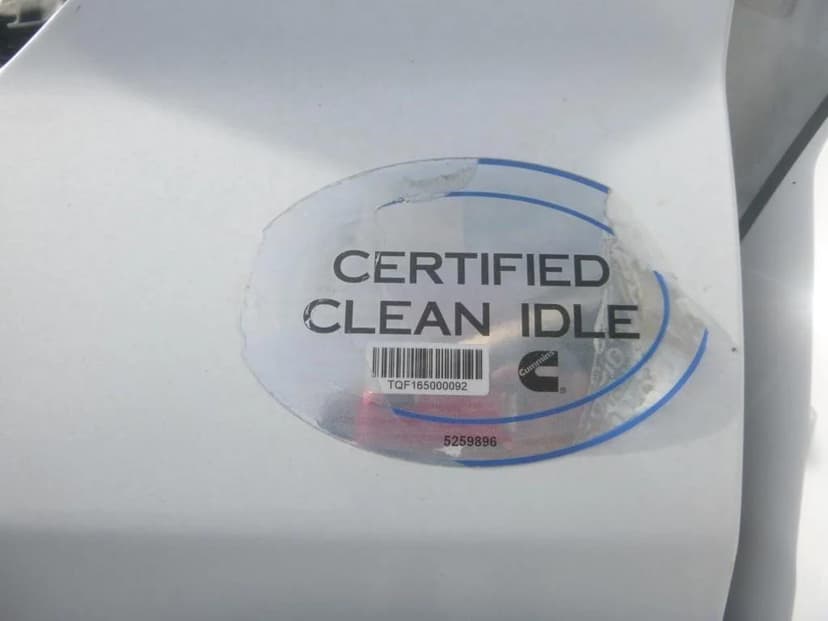 CERTIFIED
CLEAN IDLE
TQF165000092
Cummins
5259896